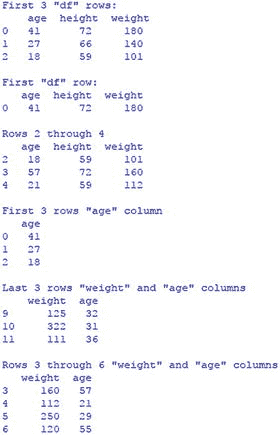 First 3 "df" rows:
age height weight
0 41 72 180
1 27 66 140
2 18 59 101
First "df" row:
age height weight
0 41 72 180
Rows 2 through 4
age height weight
2 18 59 101
3 57 72 160
4 21 59 112
First 3 rows "age" column
age
0 41
1 27
2 18
Last 3 rows "weight" and "age" columns
weight age
9 125 32
10 322 31
11 111 36
Rows 3 through 6 "weight" and "age" columns
weight age
3 160 57
4 112 21
5 250 29
6 120 55